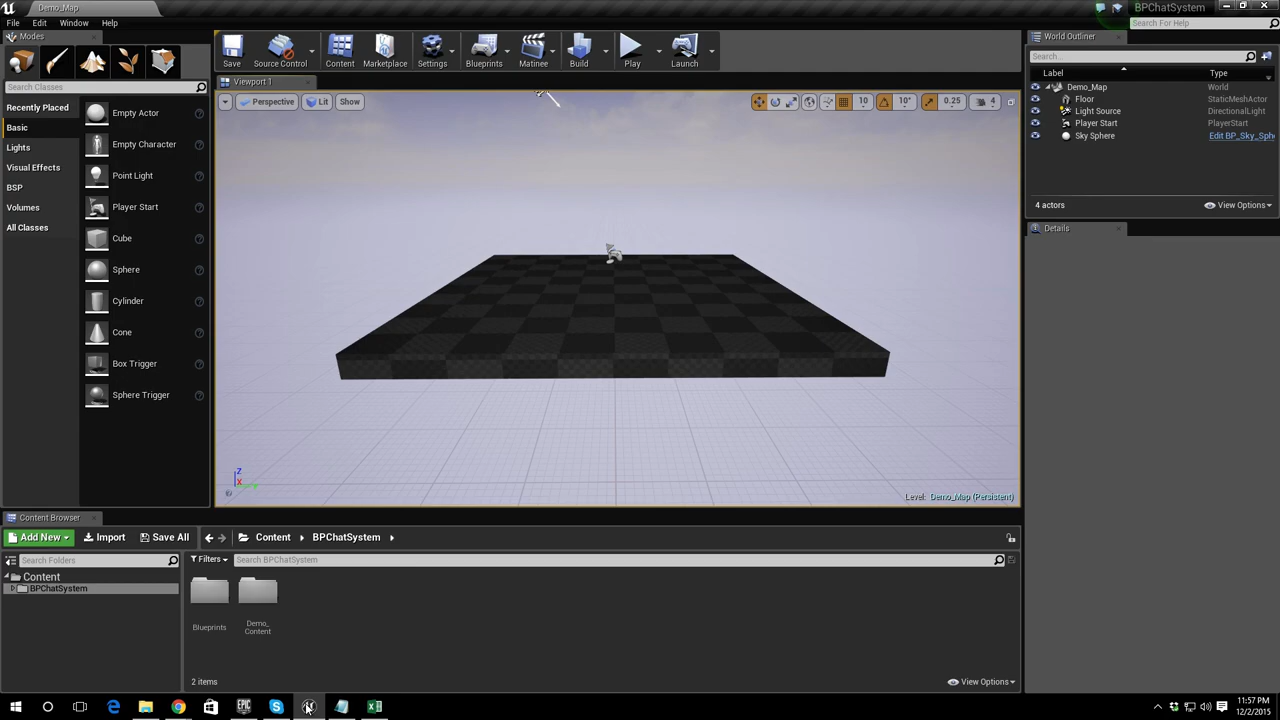 Demo_Map
BPChatSystem
File Edit Window Help
Search For Help
Modes
Search Classes
Recently Placed
Basic
Lights
Visual Effects
BSP
Volumes
All Classes
Empty Actor
Empty Character
Point Light
Player Start
Cube
Sphere
Cylinder
Cone
Box Trigger
Sphere Trigger
Save
Source Control
Content
Marketplace
Settings
Blueprints
Matinee
Build
Play
Launch
Viewport 1
Perspective
Lit
Show
10
10°
0.25
4
Z
X
Level: Demo_Map (Persistent)
World Outliner
Search...
Label Type
Demo_Map World
Floor StaticMeshActor
Light Source DirectionalLight
Player Start PlayerStart
Sky Sphere Edit BP_Sky_Sph
4 actors
View Options
Details
Content Browser
Add New Import Save All Content BPChatSystem
Search Folders
Filters Search BPChatSystem
Content
BPChatSystem
Blueprints
Demo_
Content
2 items
View Options
EPIC
11:57 PM
12/2/2015